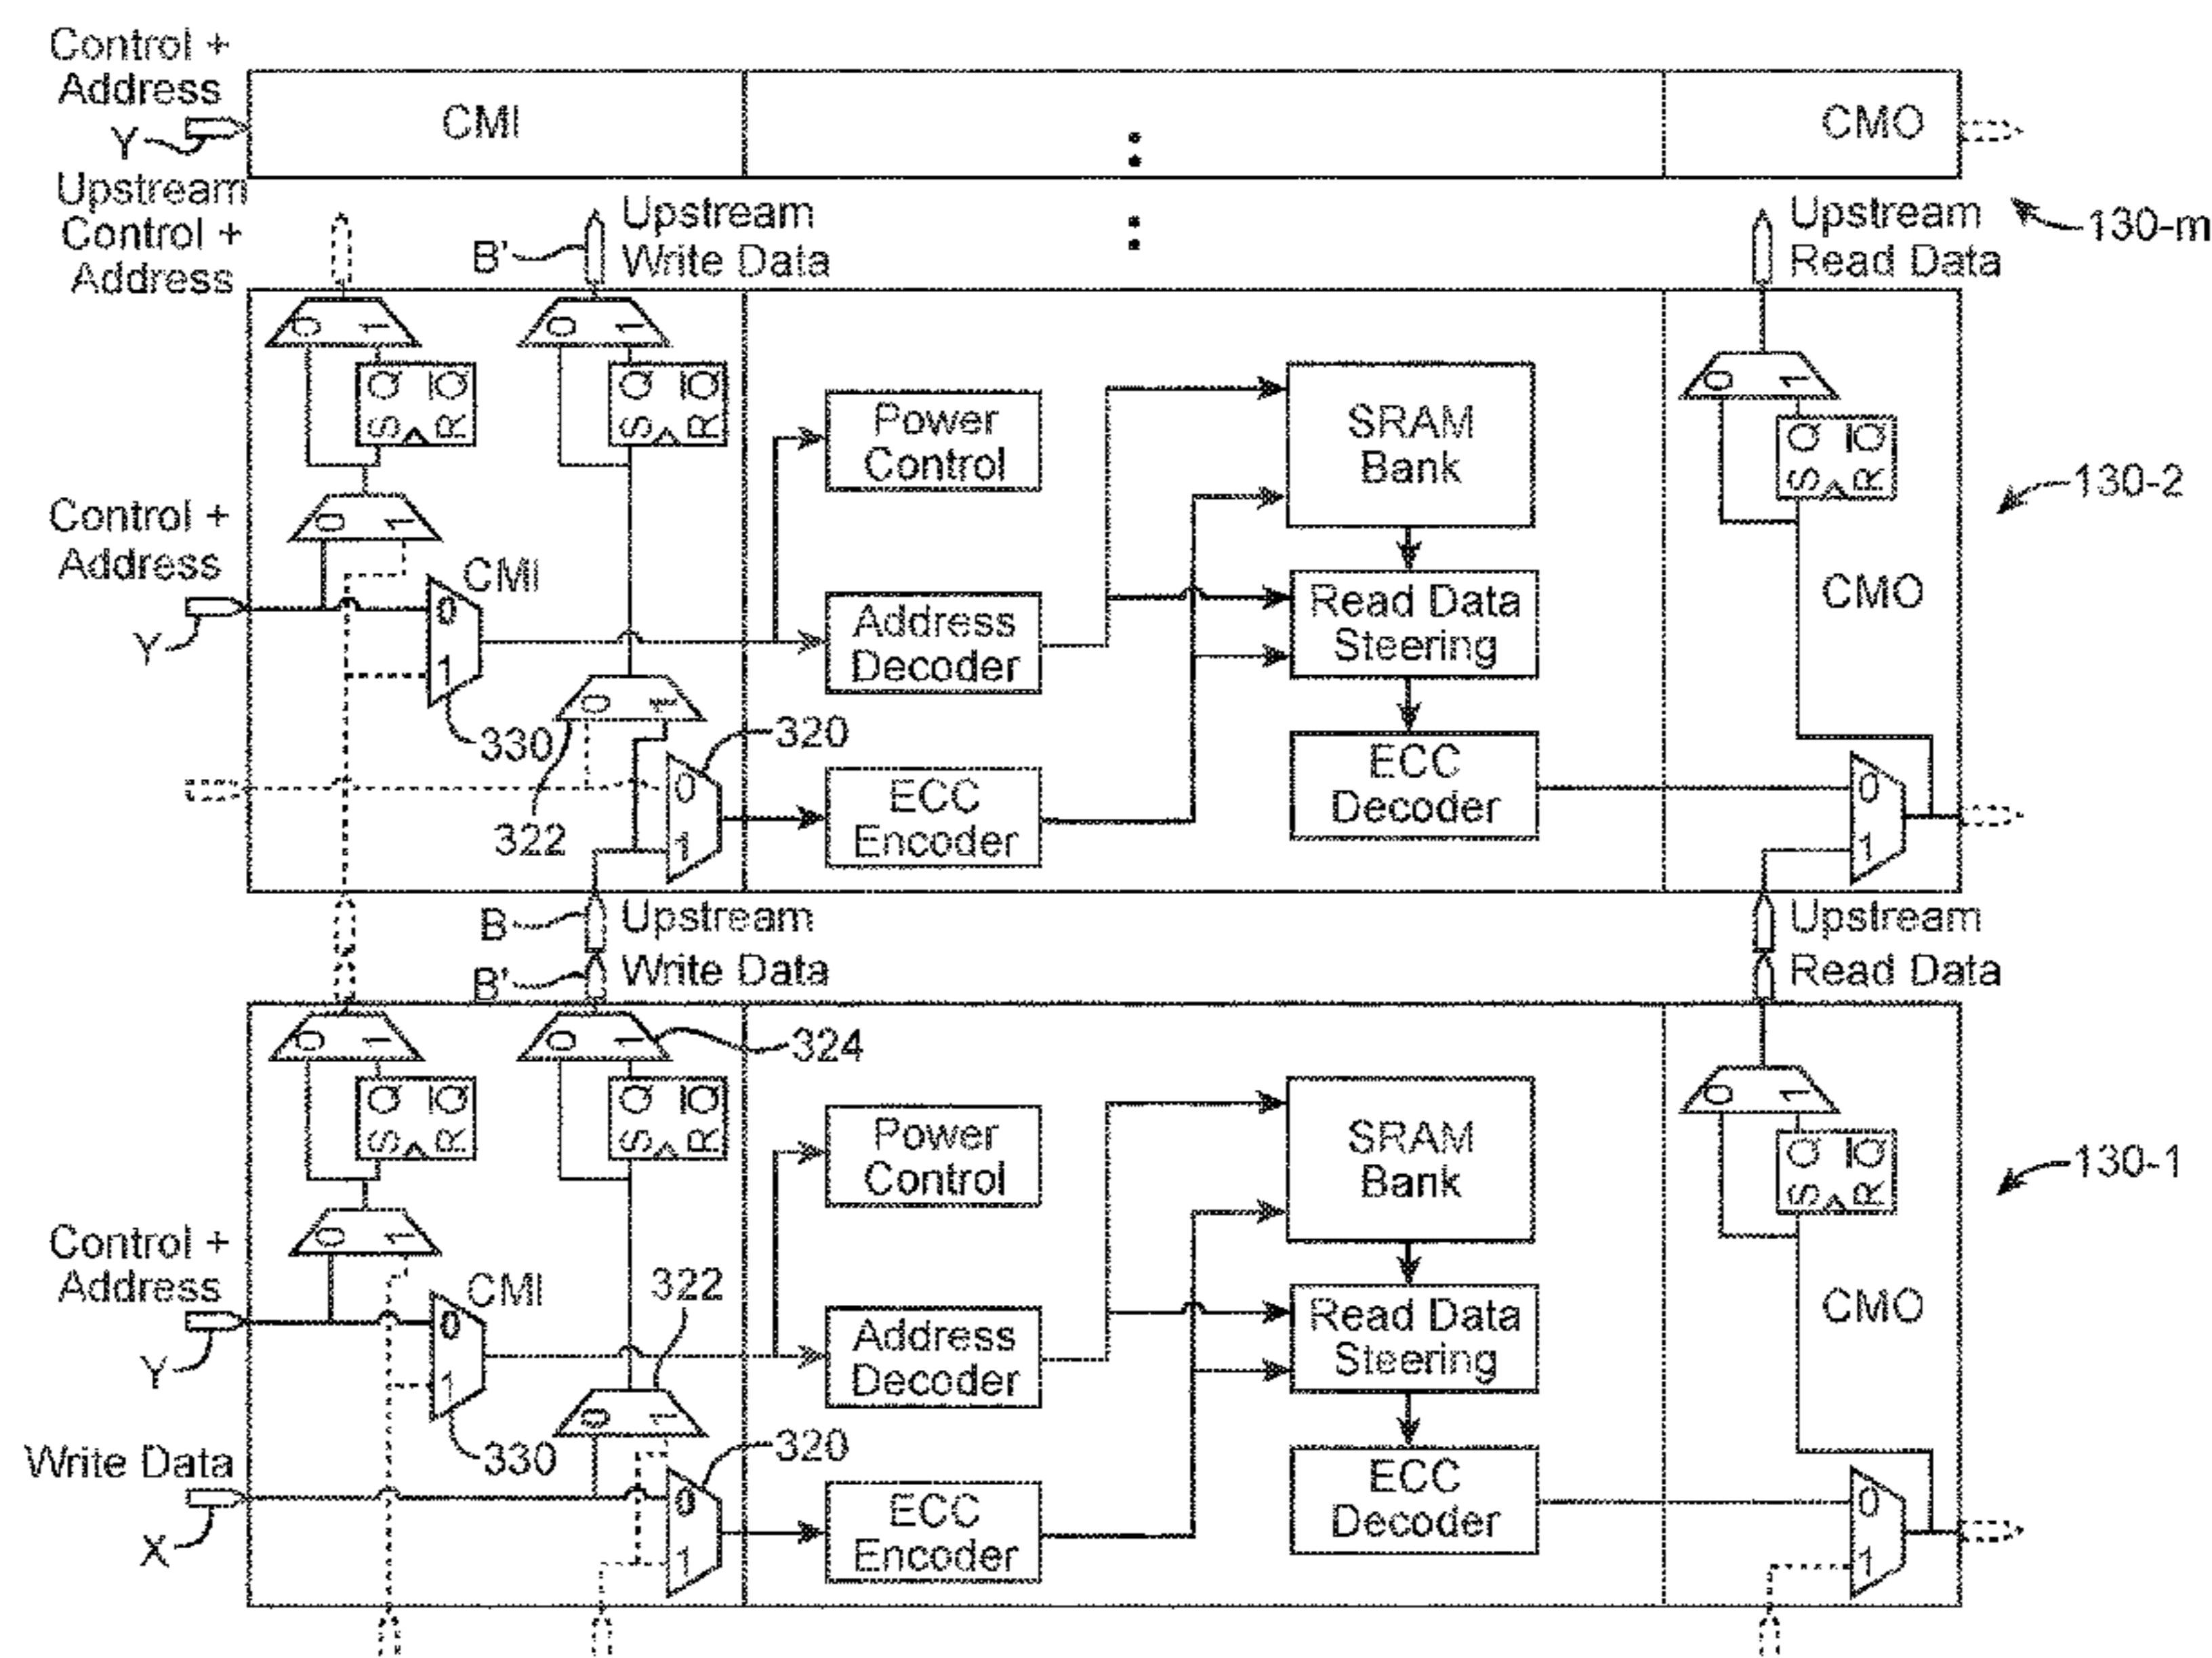 Control +
Address
Y
CMI
CMO
Upstream
Control +
Address
B'
Upstream
Write Data
Upstream
Read Data
130-m
0 1
0 1
S Q
R Q
S Q
R Q
0 1
S Q
R Q
Power
Control
SRAM
Bank
130-2
Control +
Address
Y
0 1
CMI
0
1
330
Address
Decoder
Read Data
Steering
CMO
0 1
322
320
0
1
ECC
Encoder
ECC
Decoder
0
1
B
Upstream
B'
Write Data
Upstream
Read Data
0 1
0 1
324
S Q
R Q
S Q
R Q
0 1
S Q
R Q
Power
Control
SRAM
Bank
130-1
Control +
Address
Y
0 1
CMI
0
1
330
322
Address
Decoder
Read Data
Steering
CMO
0 1
Write Data
X
320
0
1
ECC
Encoder
ECC
Decoder
0
1